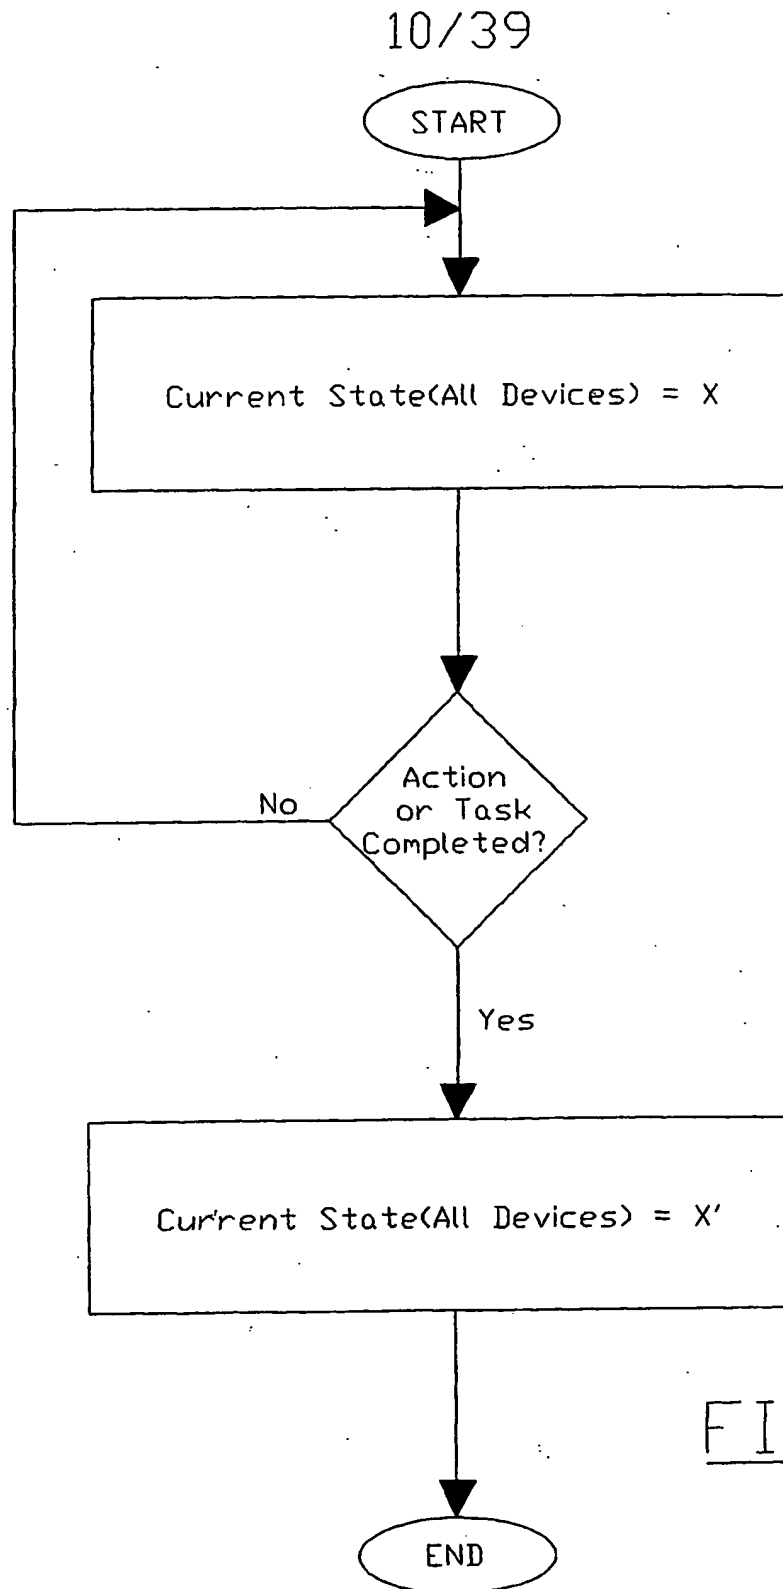 10/39
START
Current State(All Devices) = X
Action
or Task
Completed?
No
Yes
Current State(All Devices) = X'
END